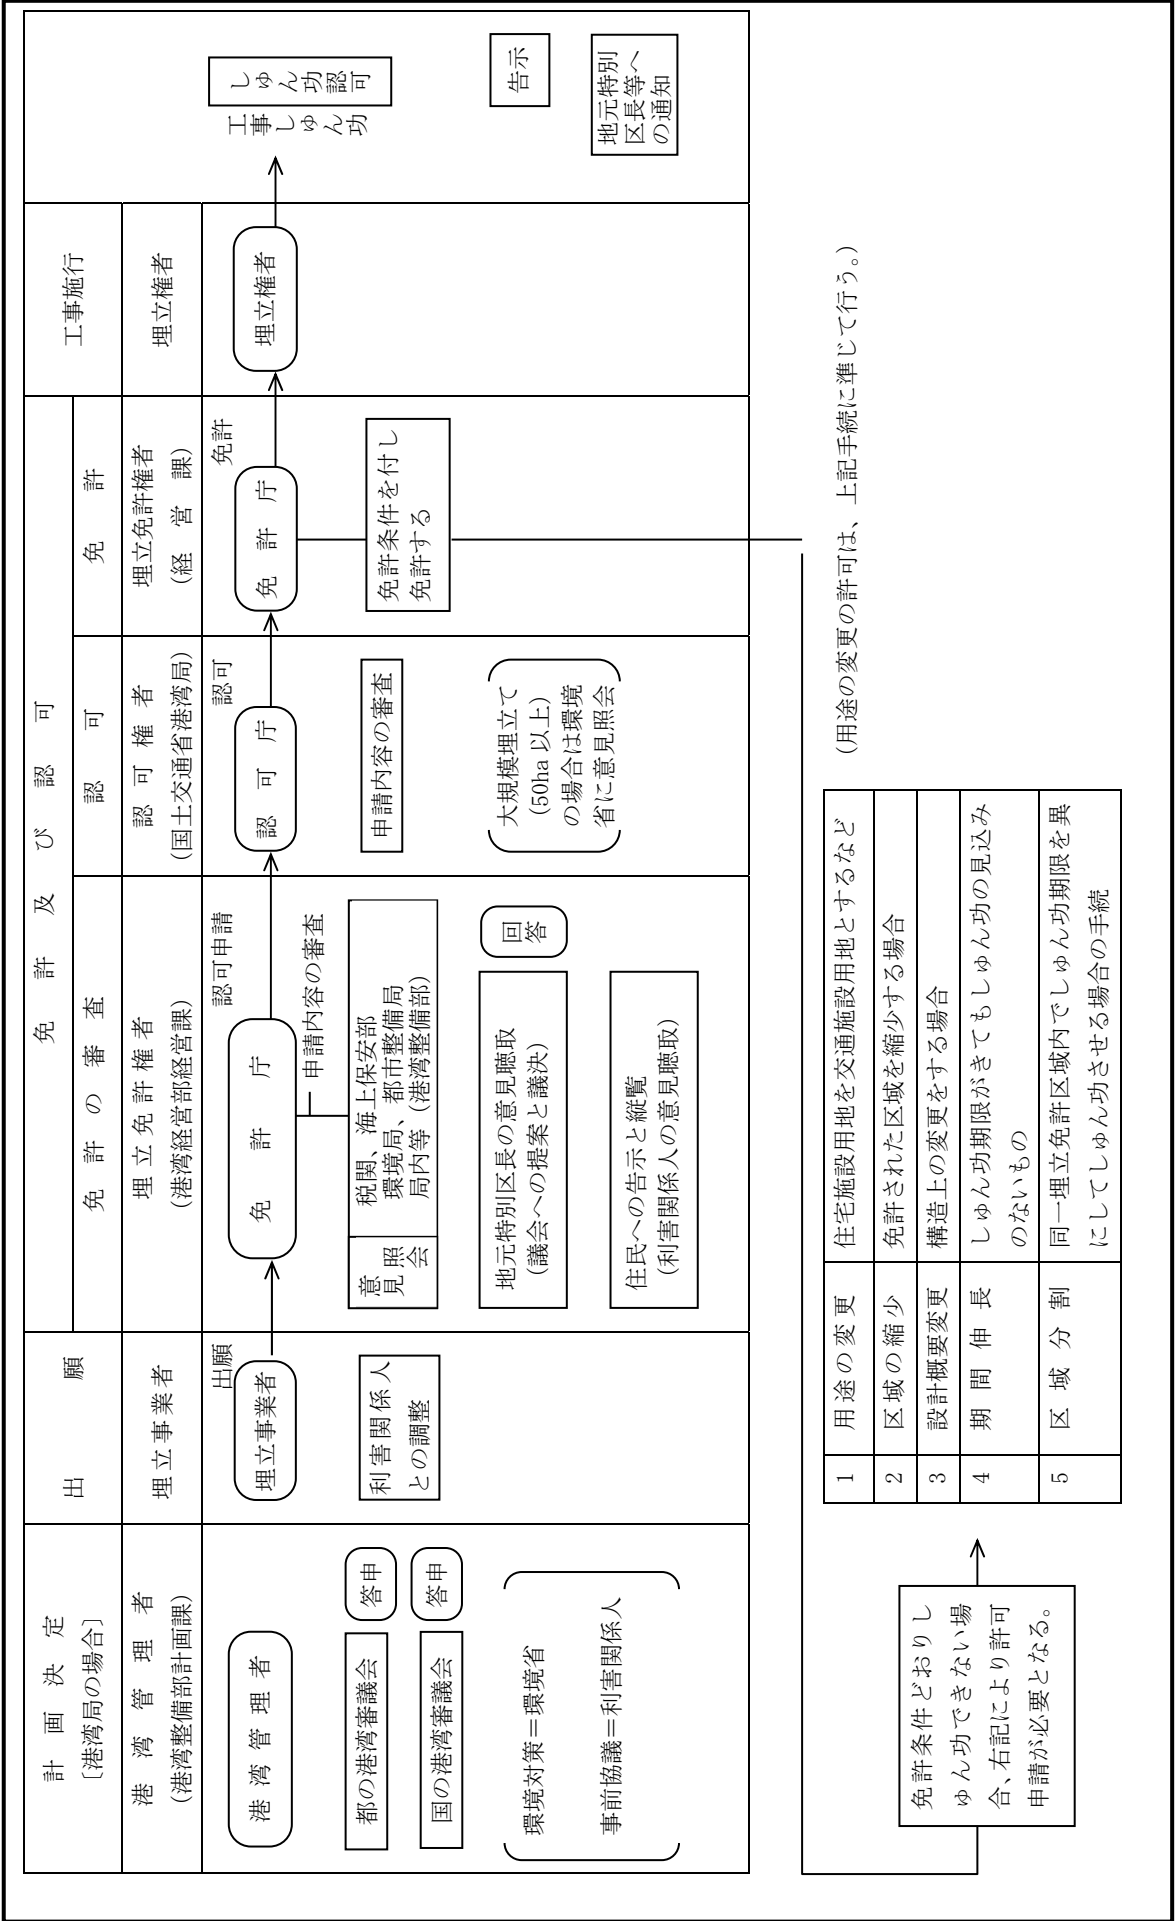 計画決定
［港湾局の場合］
出願
免許及び認可
工事施行
免許の審査
認可
免許
港湾管理者
(港湾整備部計画課)
埋立事業者
埋立免許権者
(港湾経営部経営課)
認可権者
(国土交通省港湾局)
埋立免許権者
(経営課)
埋立権者
港湾管理者
都の港湾審議会
答申
国の港湾審議会
答申
環境対策＝環境省
事前協議＝利害関係人
出願
埋立事業者
利害関係人
との調整
認可申請
免許庁
申請内容の審査
意見
照会
税関、海上保安部
環境局、都市整備局
局内等（港湾整備部）
地元特別区長の意見聴取
(議会への提案と議決)
回答
住民への告示と縦覧
(利害関係人の意見聴取)
認可
認可庁
申請内容の審査
大規模埋立て
(50ha 以上)
の場合は環境
省に意見照会
免許
免許庁
免許条件を付し
免許する
埋立権者
工事しゅん功
しゅん功認可
告示
地元特別
区長等へ
の通知
免許条件どおりし
ゅん功できない場
合、右記により許可
申請が必要となる。
1 用途の変更 住宅施設用地を交通施設用地とするなど
2 区域の縮少 免許された区域を縮少する場合
3 設計概要変更 構造上の変更をする場合
4 期間伸長 しゅん功期限がきてもしゅん功の見込み
のないもの
5 区域分割 同一埋立免許区域内でしゅん功期限を異
にしてしゅん功させる場合の手続
(用途の変更の許可は、上記手続に準じて行う。)